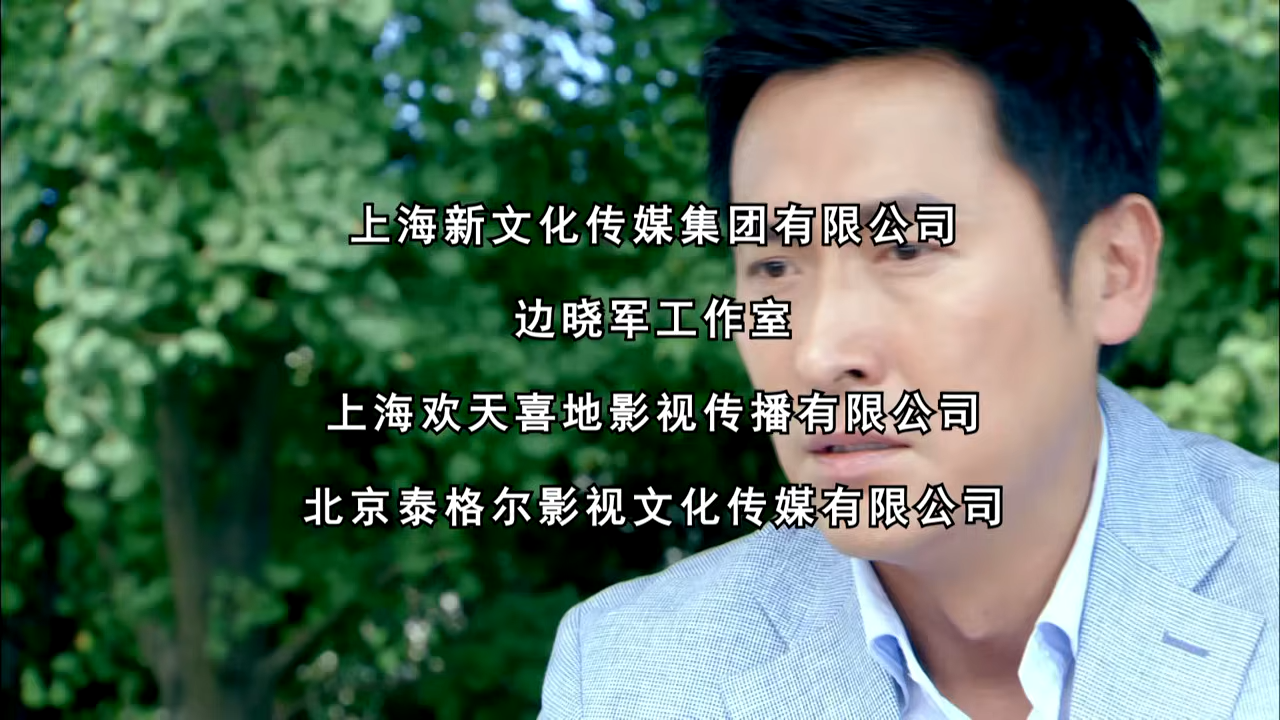 上海新文化传媒集团有限公司
边晓军工作室
上海欢天喜地影视传播有限公司
北京泰格尔影视文化传媒有限公司